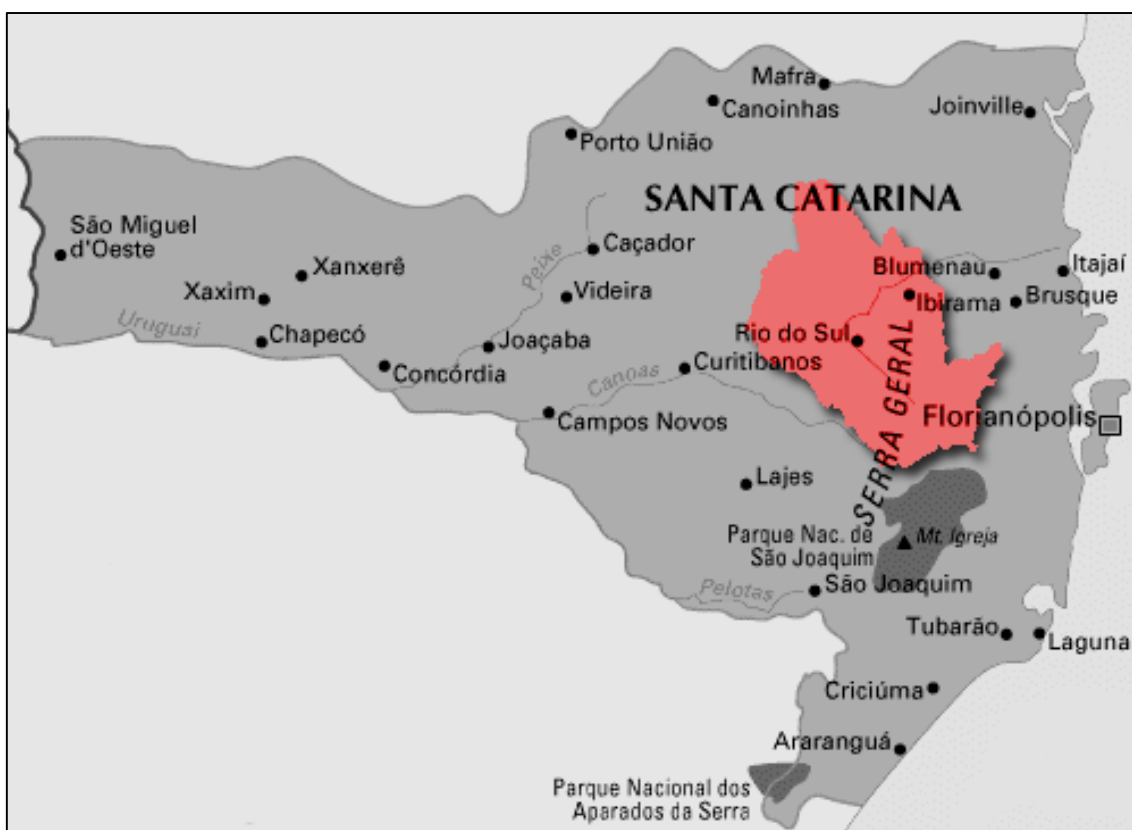 Mafra
Canoinhas
Joinville
Porto União
SANTA CATARINA
São Miguel
d'Oeste
Caçador
Peixe
Xanxerê
Blumenau
Itajaí
Xaxim
Videira
Ibirama
Brusque
Uruguai
Chapecó
Joaçaba
Rio do Sul
Concórdia
Curitibanos
Canoas
SERRA GERAL
Campos Novos
Florianópolis
Lajes
Parque Nac. de
São Joaquim
Mt. Igreja
Pelotas
São Joaquim
Tubarão
Laguna
Criciúma
Araranguá
Parque Nacional dos
Aparados da Serra